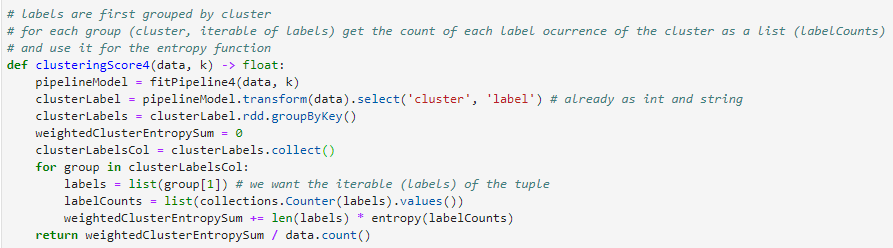 # labels are first grouped by cluster
# for each group (cluster, iterable of labels) get the count of each label ocurrence of the cluster as a list (labelCounts)
# and use it for the entropy function
def clusteringScore4(data, k) -> float:
    pipelineModel = fitPipeline4(data, k)
    clusterLabel = pipelineModel.transform(data).select('cluster', 'label') # already as int and string
    clusterLabels = clusterLabel.rdd.groupByKey()
    weightedClusterEntropySum = 0
    clusterLabelsCol = clusterLabels.collect()
    for group in clusterLabelsCol:
        labels = list(group[1]) # we want the iterable (labels) of the tuple
        labelCounts = list(collections.Counter(labels).values())
        weightedClusterEntropySum += len(labels) * entropy(labelCounts)
    return weightedClusterEntropySum / data.count()